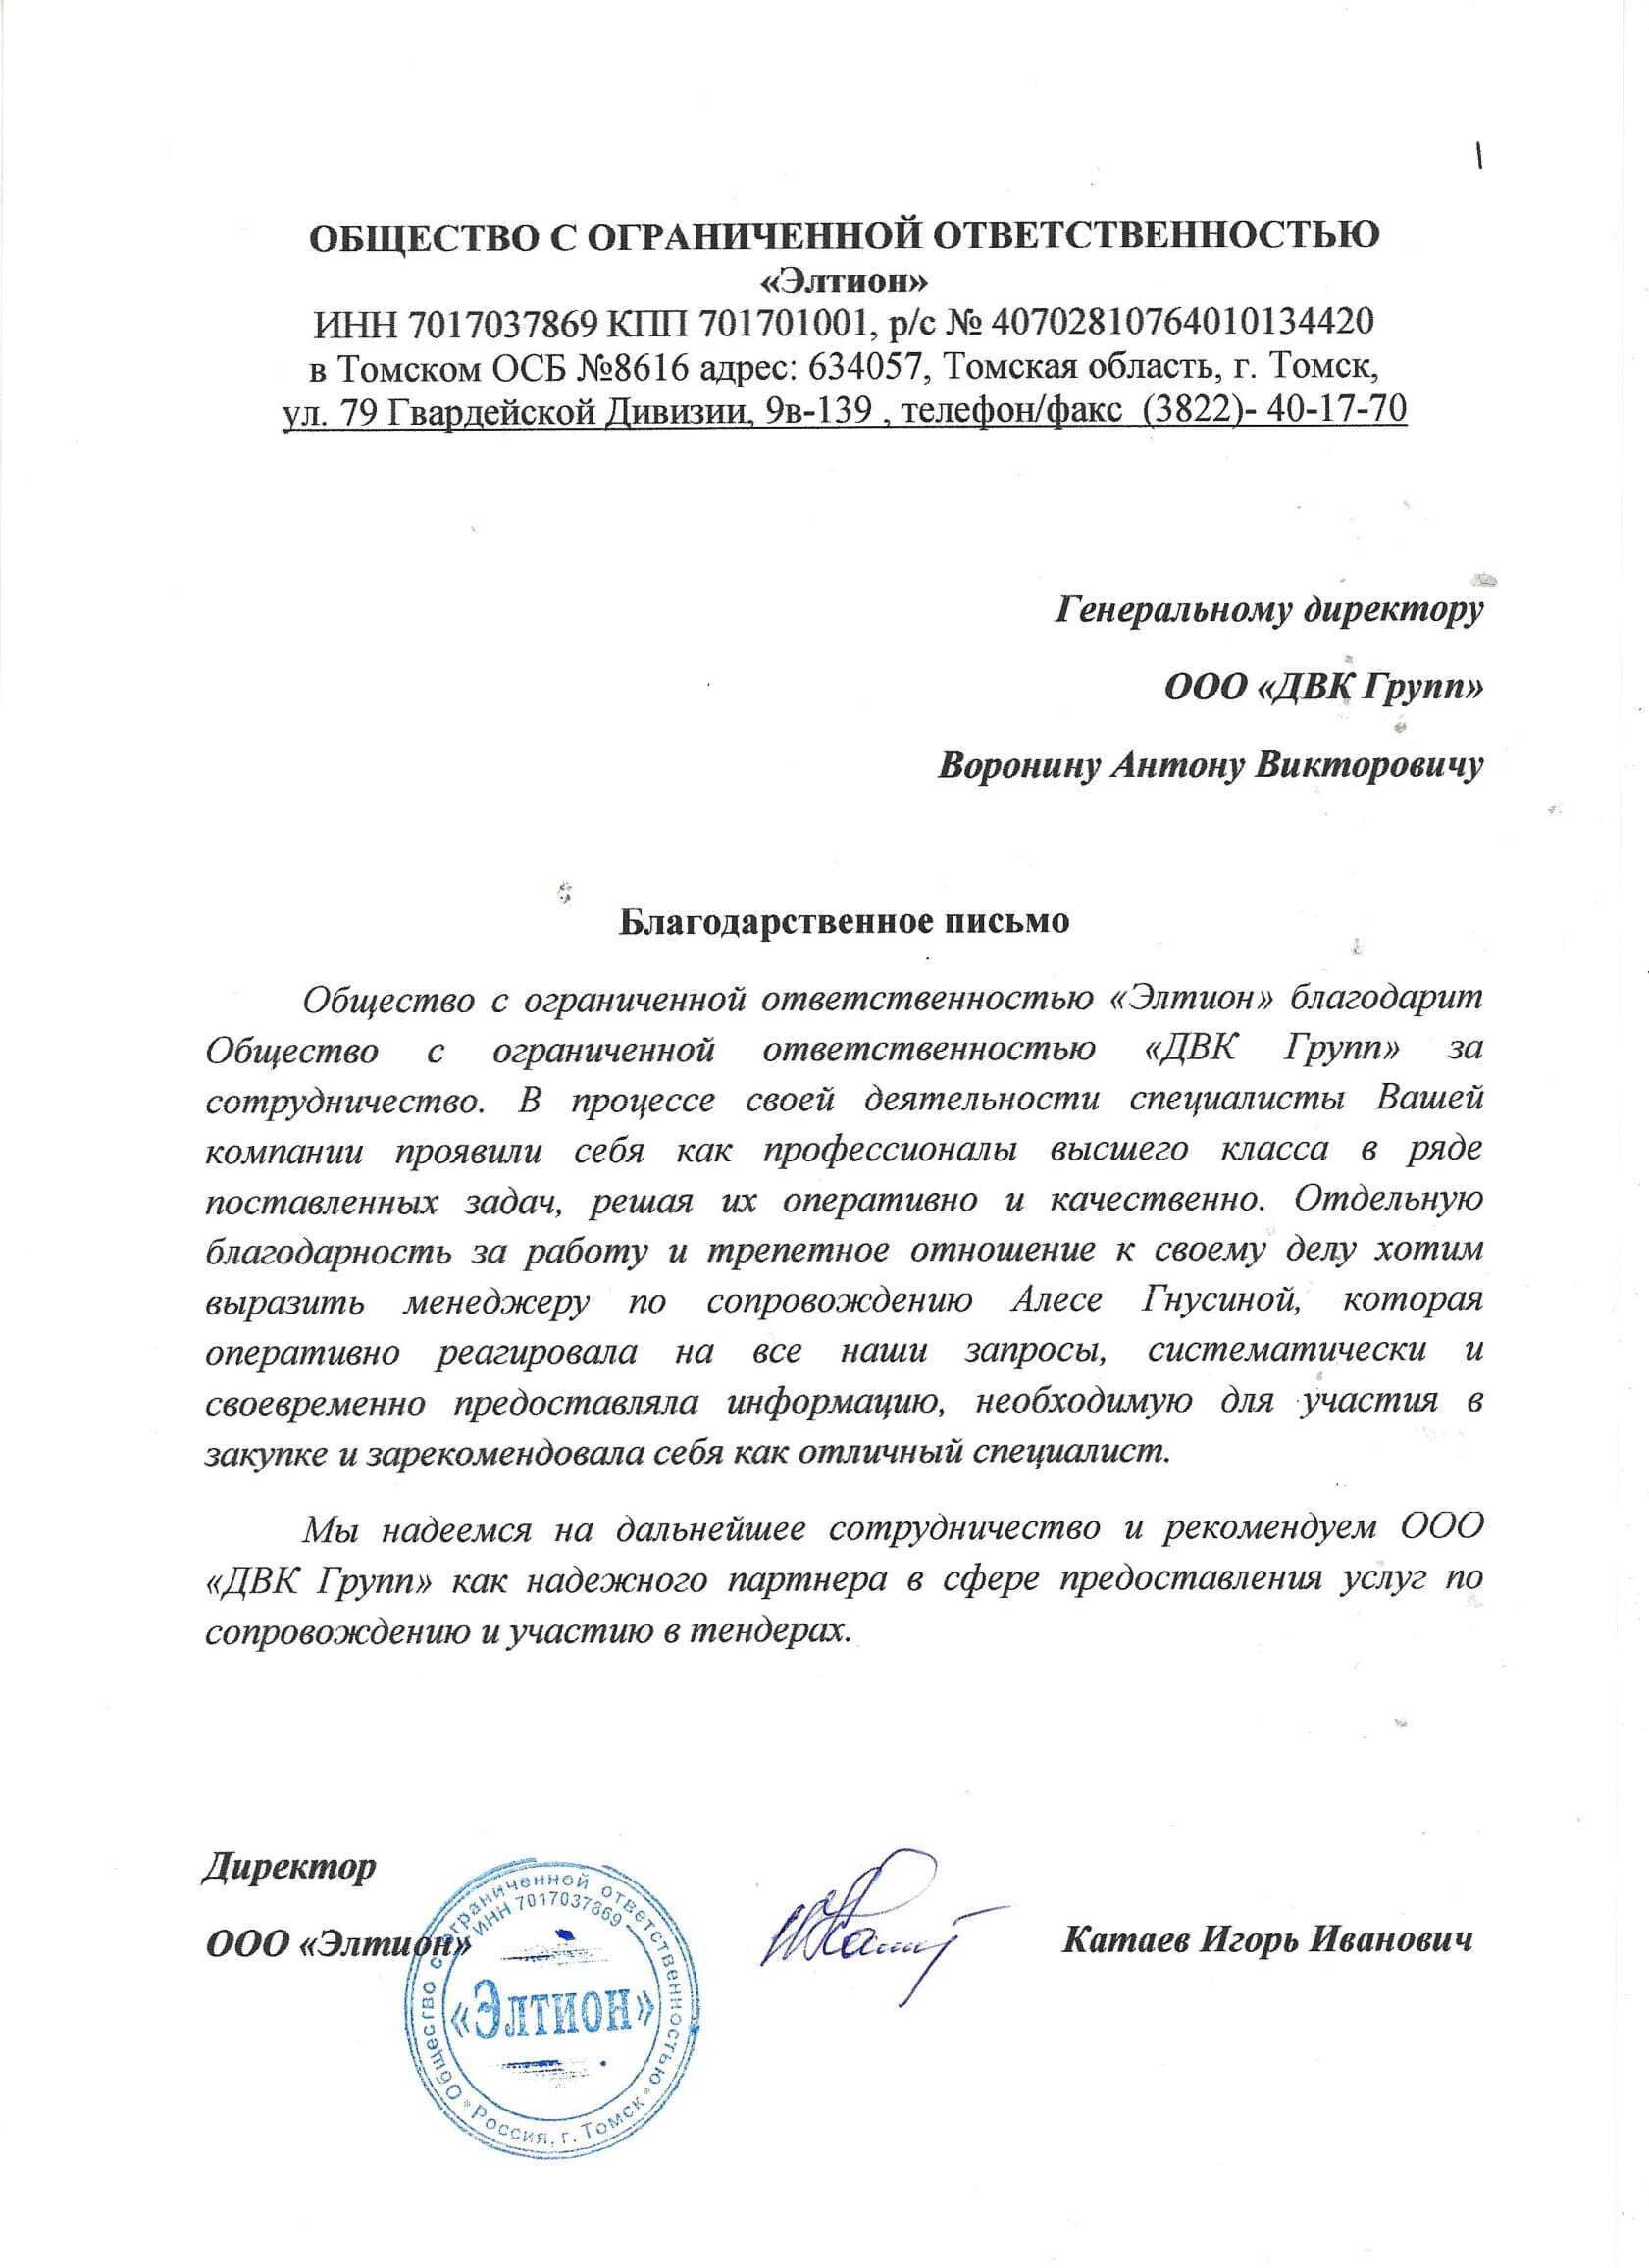 ОБЩЕСТВО С ОГРАНИЧЕННОЙ ОТВЕТСТВЕННОСТЬЮ
«Элтион»
ИНН 7017037869 КПП 701701001, р/с № 40702810764010134420
в Томском ОСБ №8616 адрес: 634057, Томская область, г. Томск,
ул. 79 Гвардейской Дивизии, 9в-139 , телефон/факс (3822)- 40-17-70
Генеральному директору
ООО «ДВК Групп»
Воронину Антону Викторовичу
Благодарственное письмо
Общество с ограниченной ответственностью «Элтион» благодарит
Общество с ограниченной ответственностью «ДВК Групп» за
сотрудничество. В процессе своей деятельности специалисты Вашей
компании проявили себя как профессионалы высшего класса в ряде
поставленных задач, решая их оперативно и качественно. Отдельную
благодарность за работу и трепетное отношение к своему делу хотим
выразить менеджеру по сопровождению Алесе Гнусиной, которая
оперативно реагировала на все наши запросы, систематически и
своевременно предоставляла информацию, необходимую для участия в
закупке и зарекомендовала себя как отличный специалист.
Мы надеемся на дальнейшее сотрудничество и рекомендуем ООО
«ДВК Групп» как надежного партнера в сфере предоставления услуг по
сопровождению и участию в тендерах.
Директор
ООО «Элтион»
Катаев Игорь Иванович
Общество с ограниченной ответственностью
ИНН 7017037869
«Элтион»
* Россия, г. Томск *